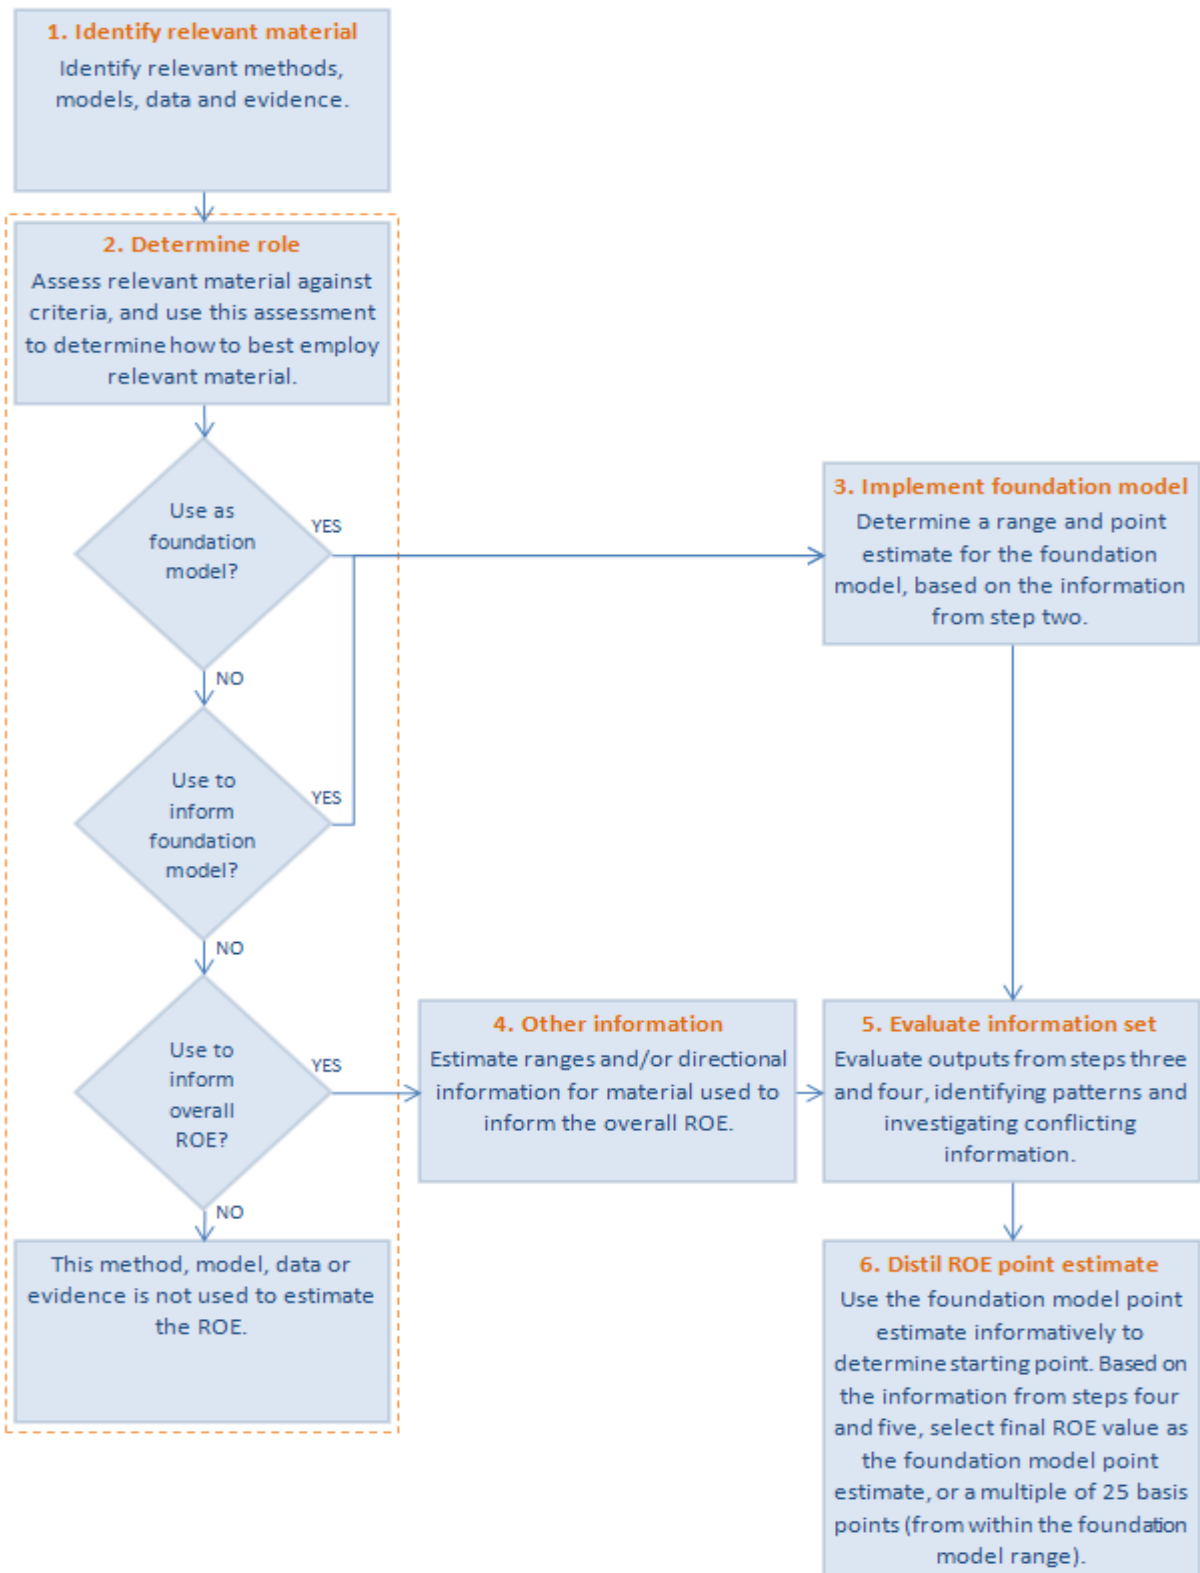 1. Identify relevant material
Identify relevant methods,
models, data and evidence.
2. Determine role
Assess relevant material against
criteria, and use this assessment
to determine how to best employ
relevant material.
Use as
foundation
model?
YES
NO
3. Implement foundation model
Determine a range and point
estimate for the foundation
model, based on the information
from step two.
Use to
inform
foundation
model?
YES
NO
Use to
inform
overall
ROE?
YES
NO
4. Other information
Estimate ranges and/or directional
information for material used to
inform the overall ROE.
5. Evaluate information set
Evaluate outputs from steps three
and four, identifying patterns and
investigating conflicting
information.
This method, model, data or
evidence is not used to estimate
the ROE.
6. Distil ROE point estimate
Use the foundation model point
estimate informatively to
determine starting point. Based on
the information from steps four
and five, select final ROE value as
the foundation model point
estimate, or a multiple of 25 basis
points (from within the foundation
model range).